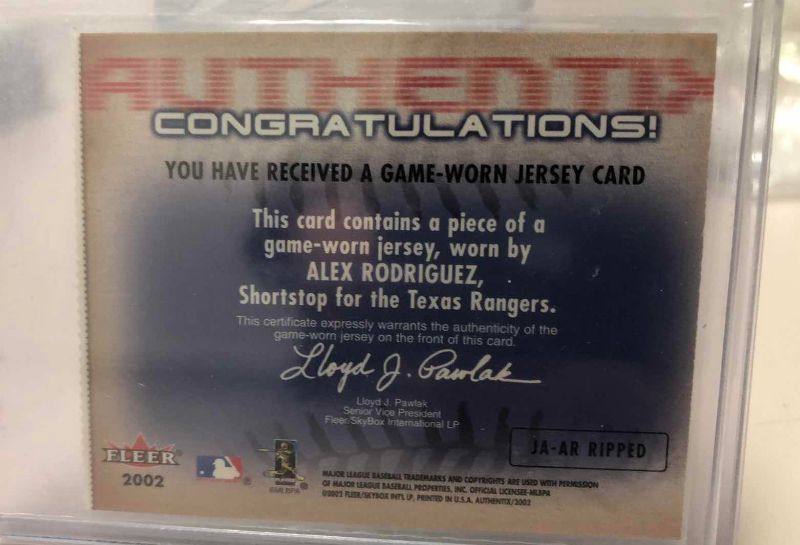 AUTHENTIX
CONGRATULATIONS!
YOU HAVE RECEIVED A GAME-WORN JERSEY CARD
This card contains a piece of a
game-worn jersey, worn by
ALEX RODRIGUEZ,
Shortstop for the Texas Rangers.
This certificate expressly warrants the authenticity of the
game-worn jersey on the front of this card.
Lloyd J. Pawlak
Lloyd J. Pawlak
Senior Vice President
Fleer/SkyBox International LP
JA-AR RIPPED
FLEER
2002
MAJOR LEAGUE BASEBALL TRADEMARKS AND COPYRIGHTS ARE USED WITH PERMISSION
OF MAJOR LEAGUE BASEBALL PROPERTIES, INC. OFFICIAL LICENSEE-MLBPA
©2002 FLEER/SKYBOX INT'L LP, PRINTED IN U.S.A. AUTHENTIX/2002
©MLBPA